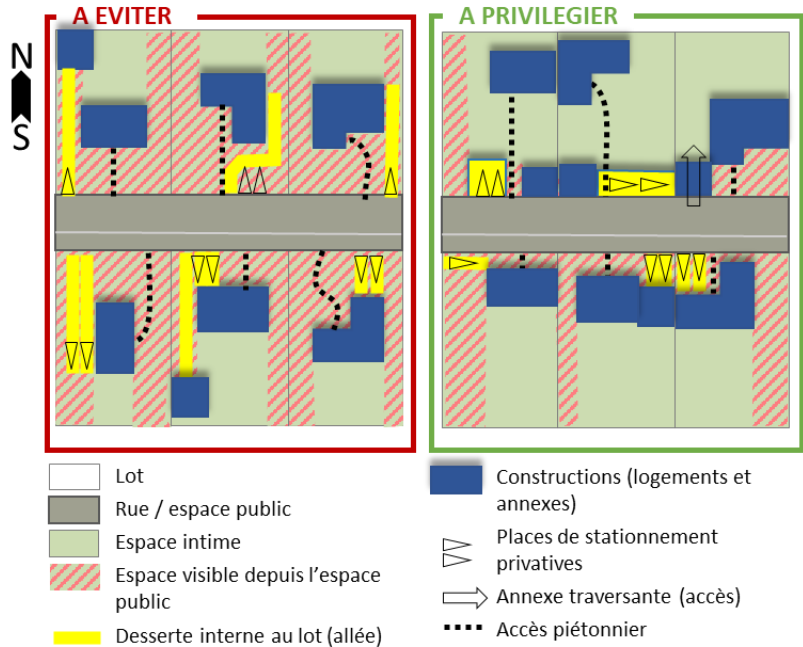 A EVITER
A PRIVILEGIER
N
S
Lot
Rue / espace public
Espace intime
Espace visible depuis l'espace
public
Desserte interne au lot (allée)
Constructions (logements et
annexes)
Places de stationnement
privatives
Annexe traversante (accès)
Accès piétonnier